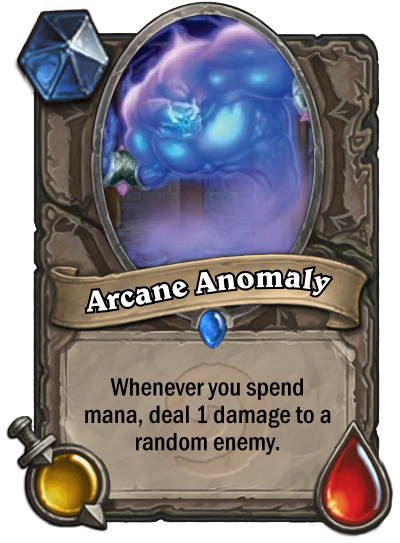 Arcane Anomaly
Whenever you spend
mana, deal 1 damage to a
random enemy.